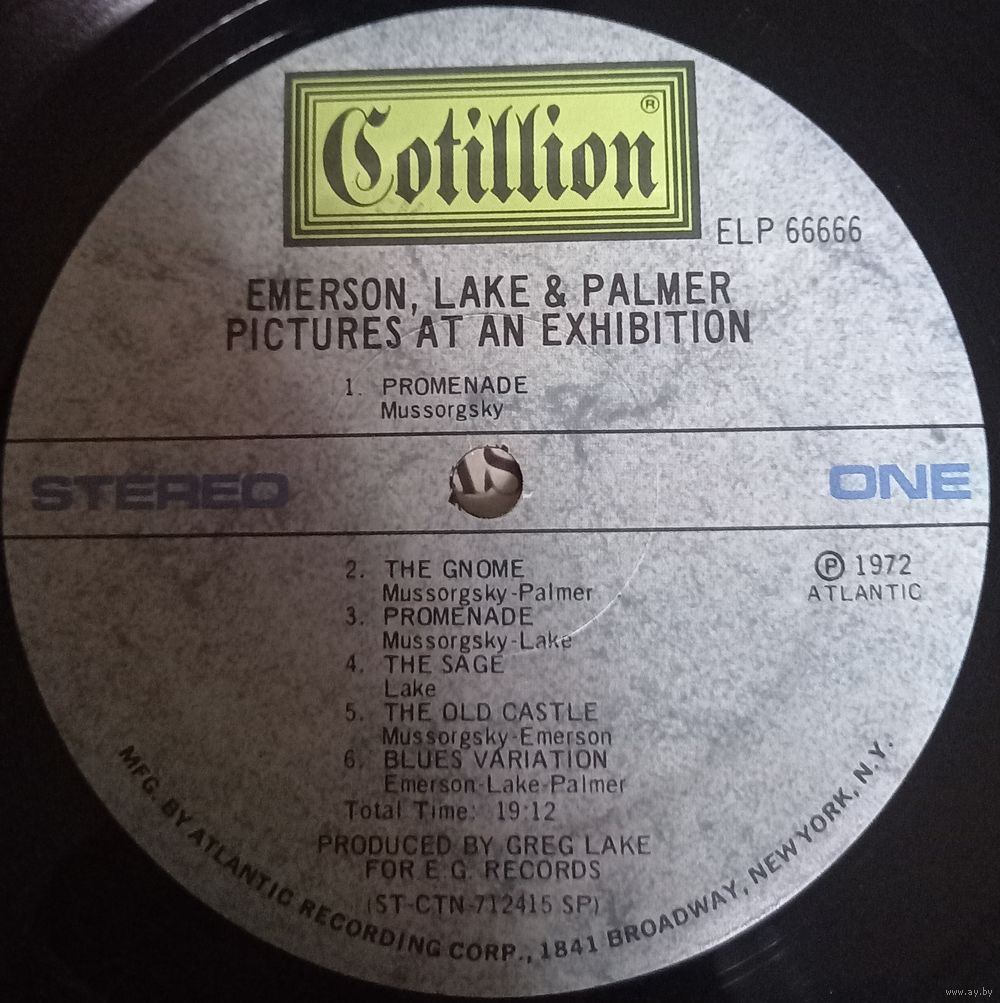 Cotillion ®
ELP 66666
EMERSON, LAKE & PALMER
PICTURES AT AN EXHIBITION
1. PROMENADE
Mussorgsky
STEREO
ONE
2. THE GNOME
Mussorgsky-Palmer
3. PROMENADE
Mussorgsky-Lake
4. THE SAGE
Lake
5. THE OLD CASTLE
Mussorgsky-Emerson
6. BLUES VARIATION
Emerson-Lake-Palmer
Total Time: 19:12
℗ 1972
ATLANTIC
PRODUCED BY GREG LAKE
FOR E.G. RECORDS
(ST-CTN-712415 SP)
MFG. BY ATLANTIC RECORDING CORP., 1841 BROADWAY, NEW YORK, N.Y.
www.ay.by